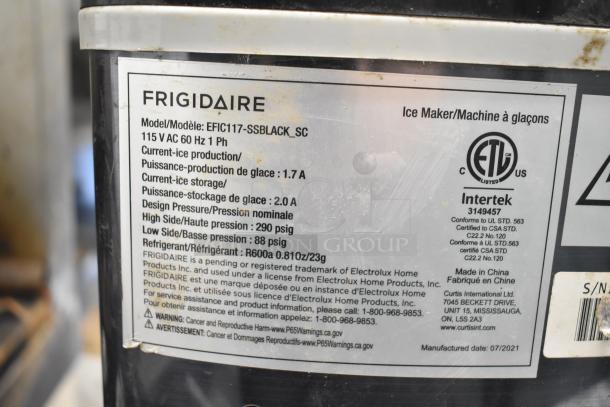 FRIGIDAIRE
Ice Maker/Machine à glaçons
Model/Modèle: EFIC117-SSBLACK_SC
115 V AC 60 Hz 1 Ph
Current-ice production/
Puissance-production de glace : 1.7 A
Current-ice storage/
Puissance-stockage de glace : 2.0 A
Design Pressure/Pression nominale
High Side/Haute pression : 290 psig
Low Side/Basse pression : 88 psig
Refrigerant/Réfrigérant : R600a 0.81Oz/23g
FRIGIDAIRE is a pending or registered trademark of Electrolux Home
Products Inc. and used under a license from Electrolux Home Products, Inc.
FRIGIDAIRE est une marque déposée ou en instance d'Electrolux Home
Products Inc. et utilisée sous licence d'Electrolux Home Products, Inc.
For service assistance and product information, please call: 1-800-968-9853.
Pour obtenir assistance et information appelez: 1-800-968-9853.
WARNING: Cancer and Reproductive Harm-www.P65Warnings.ca.gov
AVERTISSEMENT: Cancer et Dommages Reproductifs-www.P65Warnings.ca.gov
ETL
C LISTED US
Intertek
3149457
Conforms to UL STD. 563
Certified to CSA STD.
C22.2 No.120
Conforme à UL STD.563
certifié CSA STD.
C22.2 No.120
Made in China
Fabriqué en Chine
Curtis International Ltd.
7045 BECKETT DRIVE,
UNIT 15, MISSISSAUGA,
ON, L5S 2A3
www.curtisint.com
Manufactured date: 07/2021
S/N
GROUP